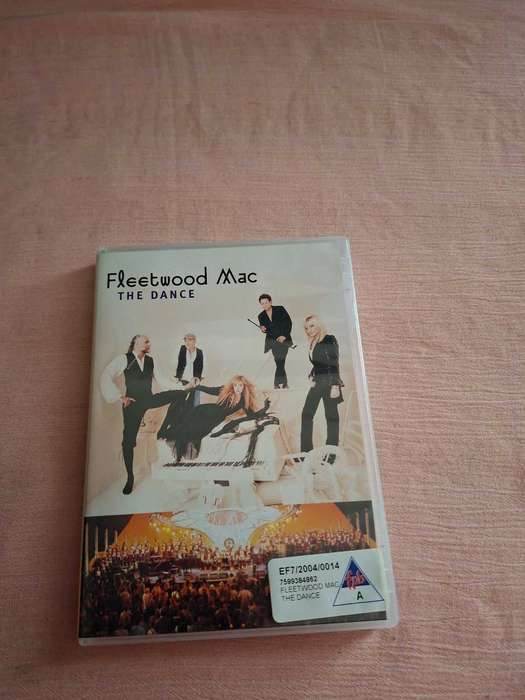 Fleetwood Mac
THE DANCE
EF7/2004/0014
7599384862
FLEETWOOD MAC
THE DANCE
A